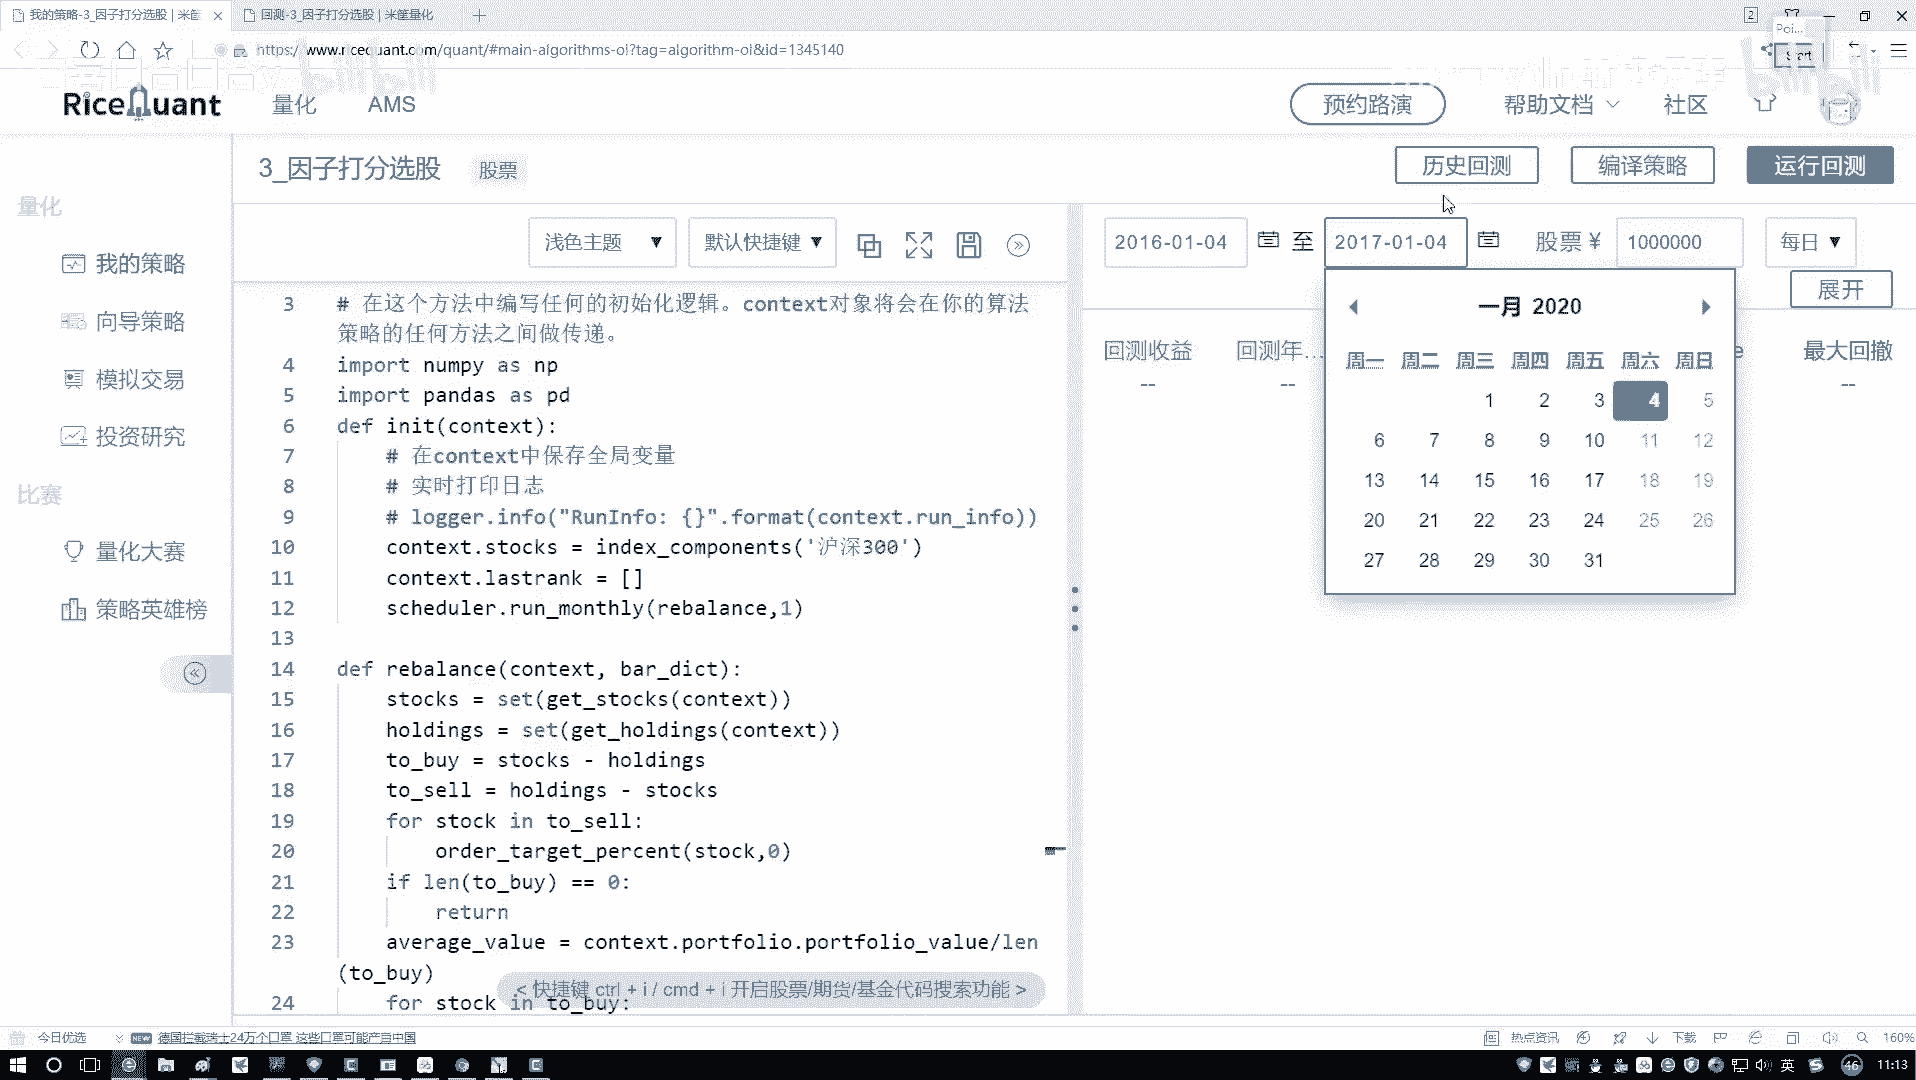 我的策略-3_因子打分选股 | 米筐
回测-3_因子打分选股 | 米筐量化
2
https://www.ricequant.com/quant/#main-algorithms-ol?tag=algorithm-ol&id=1345140
Poi...
Start
bilibili
bilibili
RiceQuant
量化
AMS
预约路演
帮助文档
社区
3_因子打分选股
股票
历史回测
编译策略
运行回测
量化
我的策略
向导策略
模拟交易
投资研究
比赛
量化大赛
策略英雄榜
浅色主题 ▼
默认快捷键 ▼
3 # 在这个方法中编写任何的初始化逻辑。context对象将会在你的算法
策略的任何方法之间做传递。
4 import numpy as np
5 import pandas as pd
6 def init(context):
7 # 在context中保存全局变量
8 # 实时打印日志
9 # logger.info("RunInfo: {}".format(context.run_info))
10 context.stocks = index_components('沪深300')
11 context.lastrank = []
12 scheduler.run_monthly(rebalance,1)
13
14 def rebalance(context, bar_dict):
15 stocks = set(get_stocks(context))
16 holdings = set(get_holdings(context))
17 to_buy = stocks - holdings
18 to_sell = holdings - stocks
19 for stock in to_sell:
20 order_target_percent(stock,0)
21 if len(to_buy) == 0:
22 return
23 average_value = context.portfolio.portfolio_value/len
(to_buy)
24 for stock in to_buy:
< 快捷键 ctrl + i / cmd + i 开启股票/期货/基金代码搜索功能 >
2016-01-04 至 2017-01-04 股票 ¥ 1000000 每日 ▼
展开
回测收益 回测年... e 最大回撤
-- -- --
一月 2020
周一 周二 周三 周四 周五 周六 周日
1 2 3 4 5
6 7 8 9 10 11 12
13 14 15 16 17 18 19
20 21 22 23 24 25 26
27 28 29 30 31
今日优选
NEW
德国拦截瑞士24万个口罩 这些口罩可能产自中国
热点资讯
下载
160%
英
46
11:13